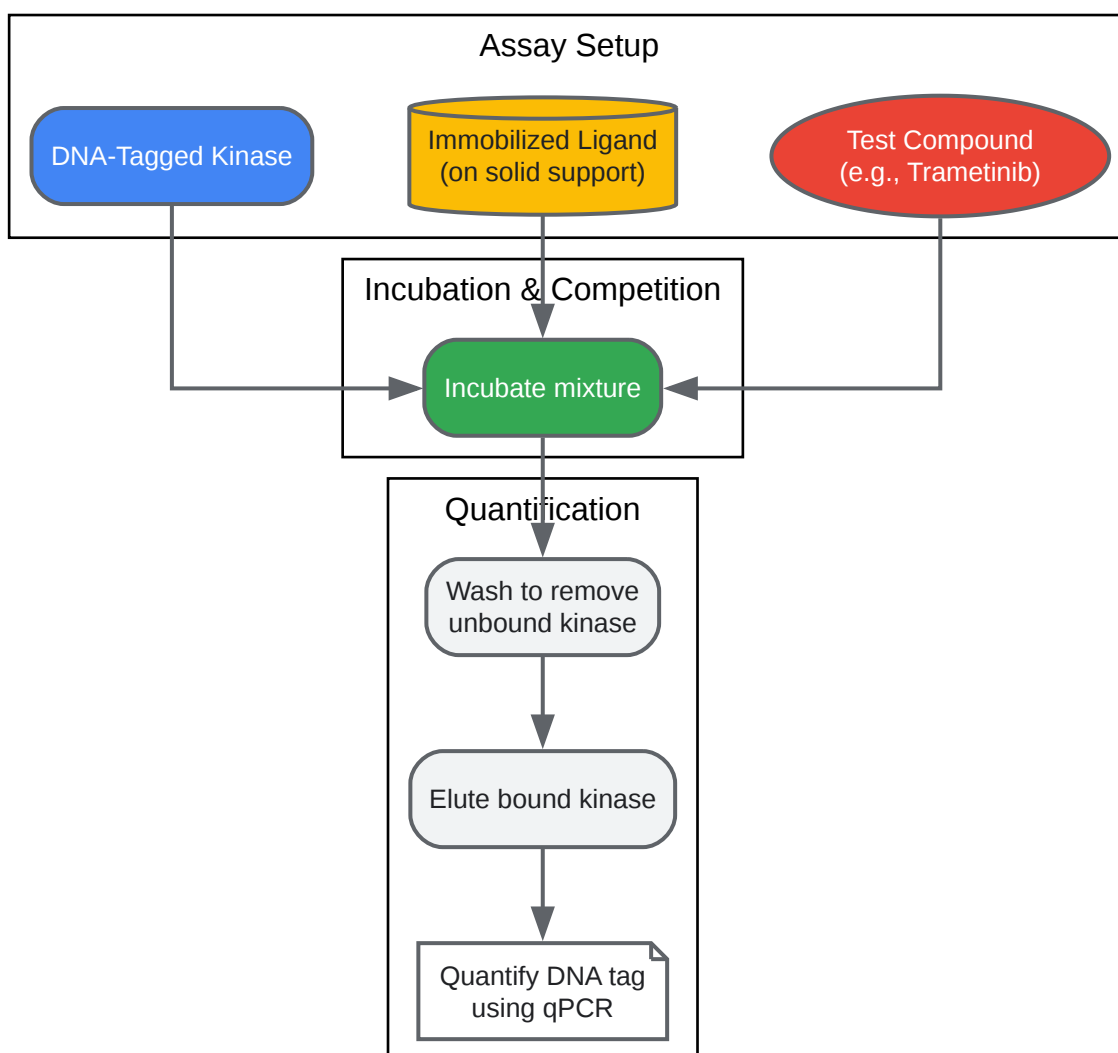 Assay Setup
DNA-Tagged Kinase
Immobilized Ligand
(on solid support)
Test Compound
(e.g., Trametinib)
Incubation & Competition
Incubate mixture
Quantification
Wash to remove
unbound kinase
Elute bound kinase
Quantify DNA tag
using qPCR